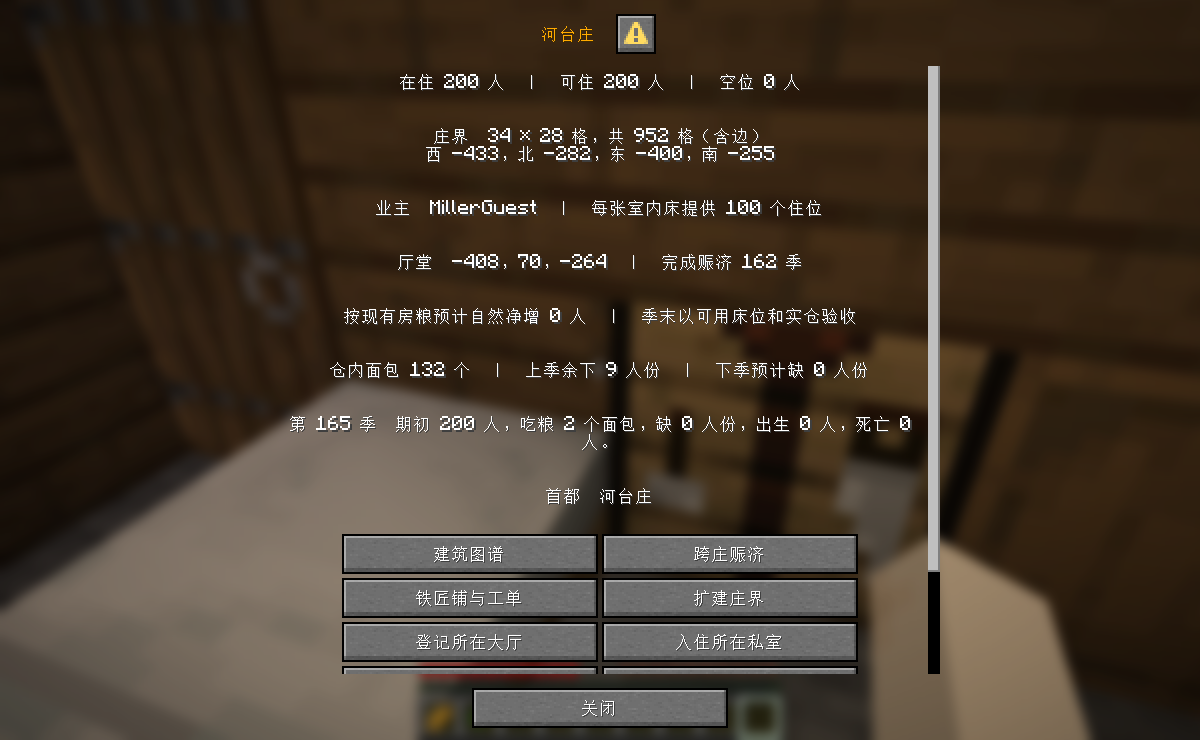 河台庄
在住 200 人 | 可住 200 人 | 空位 0 人
庄界 34 × 28 格，共 952 格（含边）
西 -433，北 -282，东 -400，南 -255
业主 MillerGuest | 每张室内床提供 100 个住位
厅堂 -408，70，-264 | 完成赈济 162 季
按现有房粮预计自然净增 0 人 | 季末以可用床位和实仓验收
仓内面包 132 个 | 上季余下 9 人份 | 下季预计缺 0 人份
第 165 季 期初 200 人，吃粮 2 个面包，缺 0 人份，出生 0 人，死亡 0
人。
首都 河台庄
建筑图谱 跨庄赈济
铁匠铺与工单 扩建庄界
登记所在大厅 入住所在私室
关闭